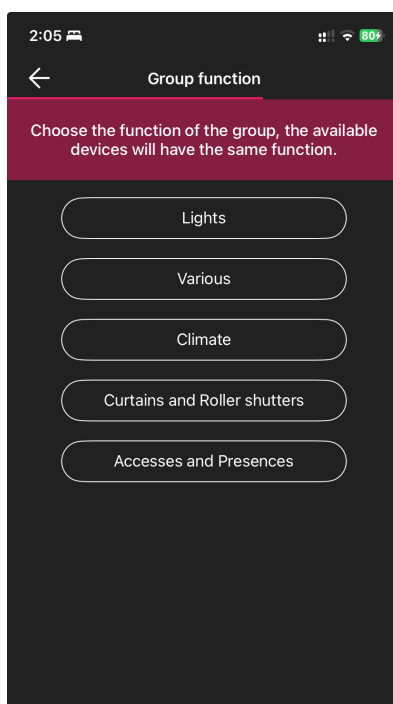 2:05
80
Group function
Choose the function of the group, the available
devices will have the same function.
Lights
Various
Climate
Curtains and Roller shutters
Accesses and Presences